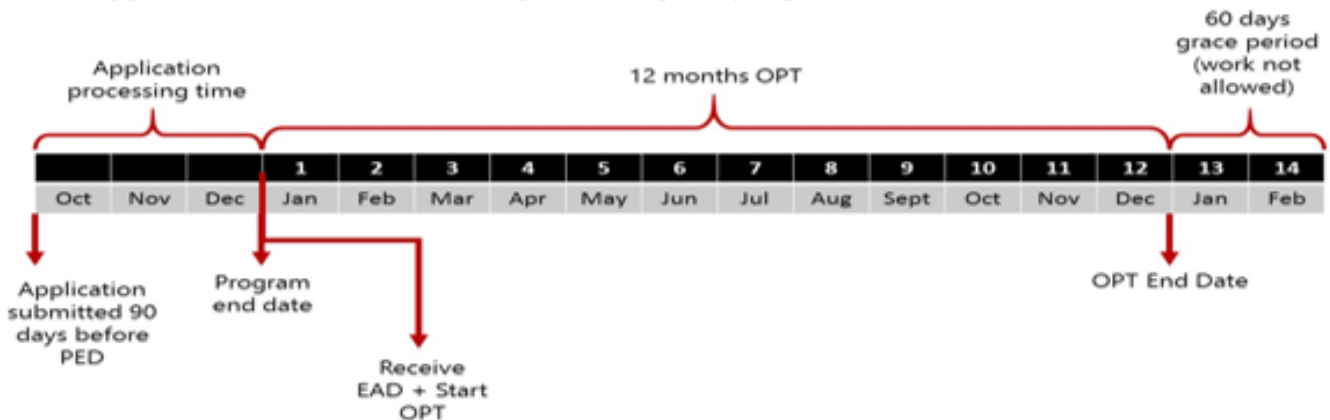 60 days
grace period
(work not
allowed)
Application
processing time
12 months OPT
1 2 3 4 5 6 7 8 9 10 11 12 13 14
Oct Nov Dec Jan Feb Mar Apr May Jun Jul Aug Sept Oct Nov Dec Jan Feb
Application
submitted 90
days before
PED
Program
end date
OPT End Date
Receive
EAD + Start
OPT